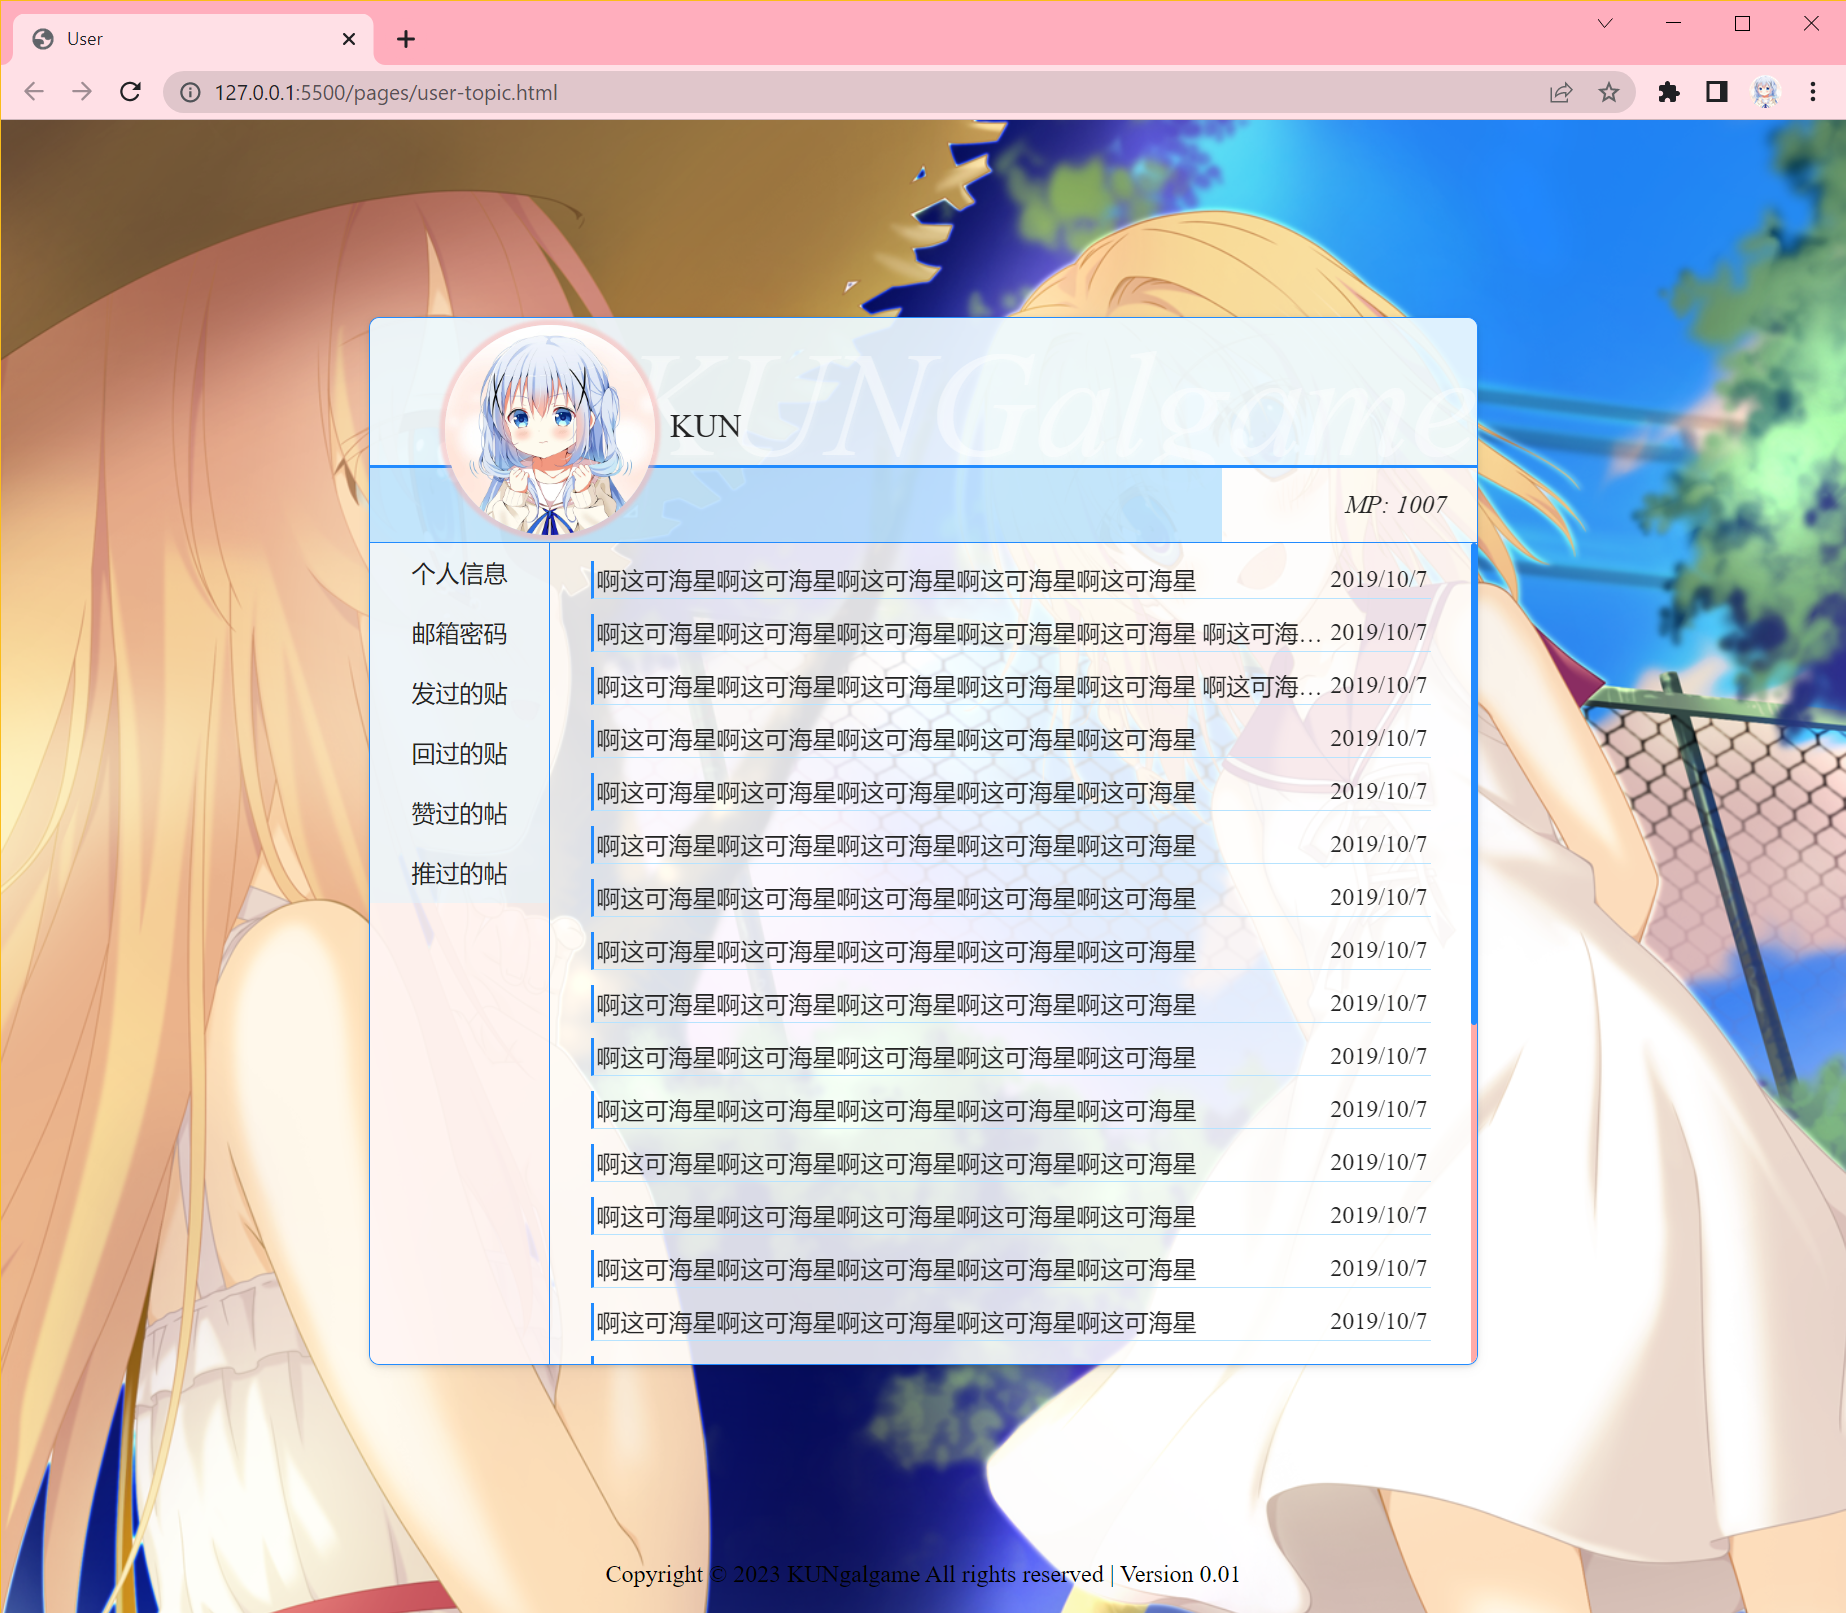 User
127.0.0.1:5500/pages/user-topic.html
KUNGalgame
KUN
MP: 1007
个人信息
邮箱密码
发过的贴
回过的贴
赞过的帖
推过的帖
啊这可海星啊这可海星啊这可海星啊这可海星啊这可海星 2019/10/7
啊这可海星啊这可海星啊这可海星啊这可海星啊这可海星 啊这可海... 2019/10/7
啊这可海星啊这可海星啊这可海星啊这可海星啊这可海星 啊这可海... 2019/10/7
啊这可海星啊这可海星啊这可海星啊这可海星啊这可海星 2019/10/7
啊这可海星啊这可海星啊这可海星啊这可海星啊这可海星 2019/10/7
啊这可海星啊这可海星啊这可海星啊这可海星啊这可海星 2019/10/7
啊这可海星啊这可海星啊这可海星啊这可海星啊这可海星 2019/10/7
啊这可海星啊这可海星啊这可海星啊这可海星啊这可海星 2019/10/7
啊这可海星啊这可海星啊这可海星啊这可海星啊这可海星 2019/10/7
啊这可海星啊这可海星啊这可海星啊这可海星啊这可海星 2019/10/7
啊这可海星啊这可海星啊这可海星啊这可海星啊这可海星 2019/10/7
啊这可海星啊这可海星啊这可海星啊这可海星啊这可海星 2019/10/7
啊这可海星啊这可海星啊这可海星啊这可海星啊这可海星 2019/10/7
啊这可海星啊这可海星啊这可海星啊这可海星啊这可海星 2019/10/7
啊这可海星啊这可海星啊这可海星啊这可海星啊这可海星 2019/10/7
Copyright © 2023 KUNgalgame All rights reserved | Version 0.01